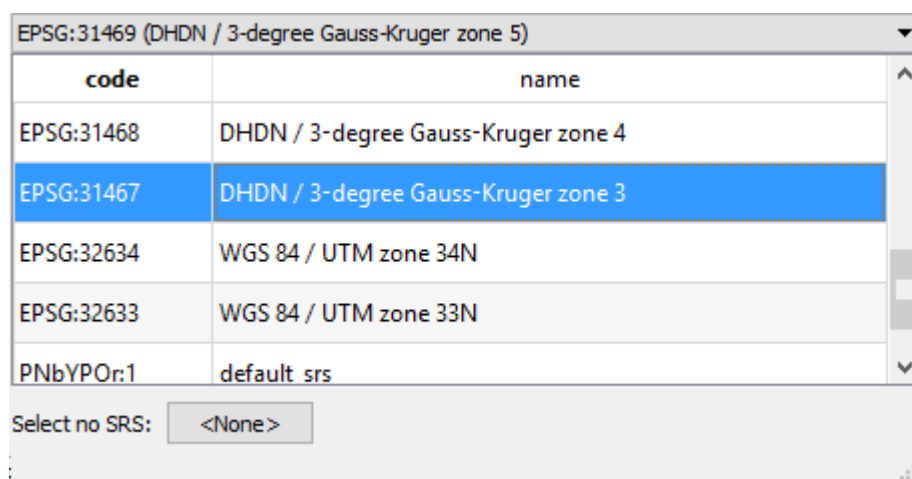 EPSG:31469 (DHDN / 3-degree Gauss-Kruger zone 5)
code name
EPSG:31468 DHDN / 3-degree Gauss-Kruger zone 4
EPSG:31467 DHDN / 3-degree Gauss-Kruger zone 3
EPSG:32634 WGS 84 / UTM zone 34N
EPSG:32633 WGS 84 / UTM zone 33N
PNbYPOr:1 default_srs
Select no SRS: <None>